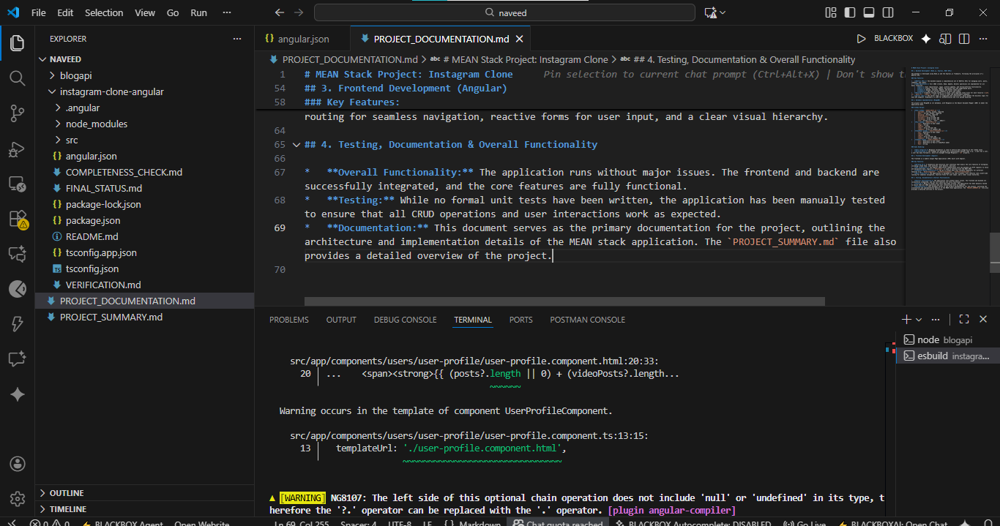 File Edit Selection View Go Run ··· naveed
EXPLORER ···
NAVEED
blogapi
instagram-clone-angular
.angular
node_modules
src
{} angular.json
COMPLETENESS_CHECK.md
FINAL_STATUS.md
{} package-lock.json
{} package.json
README.md
{} tsconfig.app.json
TS tsconfig.json
VERIFICATION.md
PROJECT_DOCUMENTATION.md
PROJECT_SUMMARY.md
OUTLINE
TIMELINE
{} angular.json PROJECT_DOCUMENTATION.md BLACKBOX ···
PROJECT_DOCUMENTATION.md > abc # MEAN Stack Project: Instagram Clone > abc ## 4. Testing, Documentation & Overall Functionality
1 # MEAN Stack Project: Instagram Clone Pin selection to current chat prompt (Ctrl+Alt+X) | Don't show t
54 ## 3. Frontend Development (Angular)
58 ### Key Features:
routing for seamless navigation, reactive forms for user input, and a clear visual hierarchy.
64
65 ## 4. Testing, Documentation & Overall Functionality
66
67 *   **Overall Functionality:** The application runs without major issues. The frontend and backend are
successfully integrated, and the core features are fully functional.
68 *   **Testing:** While no formal unit tests have been written, the application has been manually tested
to ensure that all CRUD operations and user interactions work as expected.
69 *   **Documentation:** This document serves as the primary documentation for the project, outlining the
architecture and implementation details of the MEAN stack application. The `PROJECT_SUMMARY.md` file also
provides a detailed overview of the project.
70
PROBLEMS OUTPUT DEBUG CONSOLE TERMINAL PORTS POSTMAN CONSOLE ···
node blogapi
esbuild instagra...
src/app/components/users/user-profile/user-profile.component.html:20:33:
20 │ ...    <span><strong>{{ (posts?.length || 0) + (videoPosts?.length...
Warning occurs in the template of component UserProfileComponent.
src/app/components/users/user-profile/user-profile.component.ts:13:15:
13 │   templateUrl: './user-profile.component.html',
▲ [WARNING] NG8107: The left side of this optional chain operation does not include 'null' or 'undefined' in its type, t
herefore the '?.' operator can be replaced with the '.' operator. [plugin angular-compiler]
0 0 BLACKBOX Agent Open Website Ln 69, Col 255 Spaces: 4 UTF-8 LF {} Markdown Chat quota reached BLACKBOX Autocomplete: DISABLED Go Live BLACKBOXAI: Open Chat